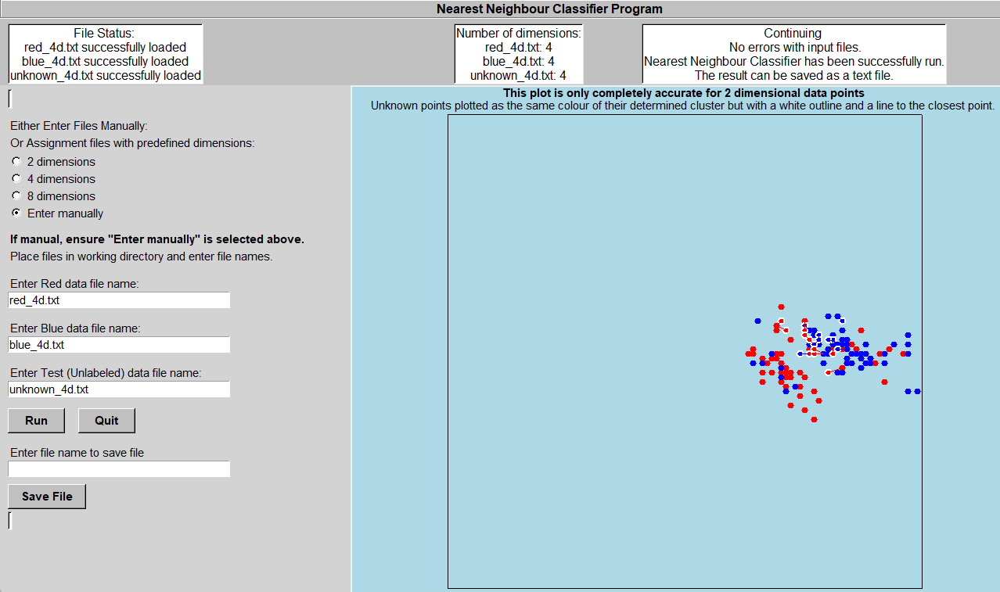 Nearest Neighbour Classifier Program
File Status:
red_4d.txt successfully loaded
blue_4d.txt successfully loaded
unknown_4d.txt successfully loaded
Number of dimensions:
red_4d.txt: 4
blue_4d.txt: 4
unknown_4d.txt: 4
Continuing
No errors with input files.
Nearest Neighbour Classifier has been successfully run.
The result can be saved as a text file.
Either Enter Files Manually:
Or Assignment files with predefined dimensions:
2 dimensions
4 dimensions
8 dimensions
Enter manually
If manual, ensure "Enter manually" is selected above.
Place files in working directory and enter file names.
Enter Red data file name:
red_4d.txt
Enter Blue data file name:
blue_4d.txt
Enter Test (Unlabeled) data file name:
unknown_4d.txt
Run
Quit
Enter file name to save file
Save File
This plot is only completely accurate for 2 dimensional data points
Unknown points plotted as the same colour of their determined cluster but with a white outline and a line to the closest point.